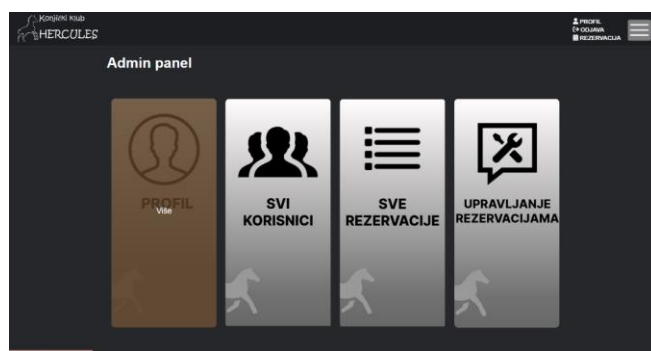 Konjički klub
HERCULES
PROFIL
ODJAVA
REZERVACIJA
Admin panel
PROFIL
Više
SVI
KORISNICI
SVE
REZERVACIJE
UPRAVLJANJE
REZERVACIJAMA